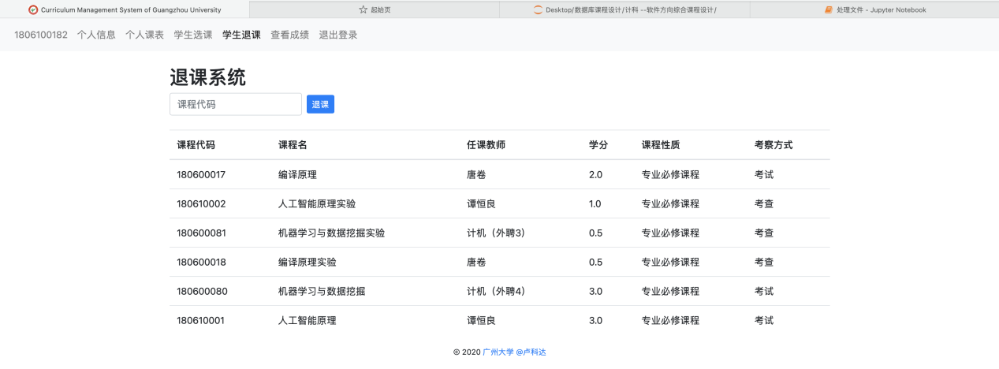 Curriculum Management System of Guangzhou University 起始页 Desktop/数据库课程设计/计科 --软件方向综合课程设计/ 处理文件 - Jupyter Notebook
1806100182 个人信息 个人课表 学生选课 学生退课 查看成绩 退出登录
退课系统
课程代码 退课
课程代码 课程名 任课教师 学分 课程性质 考察方式
180600017 编译原理 唐卷 2.0 专业必修课程 考试
180610002 人工智能原理实验 谭恒良 1.0 专业必修课程 考查
180600081 机器学习与数据挖掘实验 计机（外聘3） 0.5 专业必修课程 考查
180600018 编译原理实验 唐卷 0.5 专业必修课程 考查
180600080 机器学习与数据挖掘 计机（外聘4） 3.0 专业必修课程 考试
180610001 人工智能原理 谭恒良 3.0 专业必修课程 考试
© 2020 广州大学 @卢科达